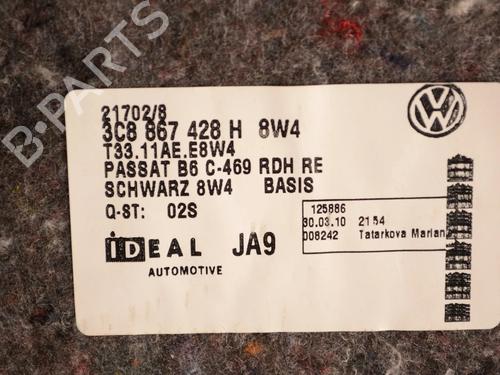 B-PARTS
21702/8
3C8 867 428 H 8W4
T33.11AE.E8W4
PASSAT B6 C-469 RDH RE
SCHWARZ 8W4 BASIS
Q-ST: 02S
125886
30.03.10 21 54
008242 Tatarkova Marian
iDEAL JA9
AUTOMOTIVE